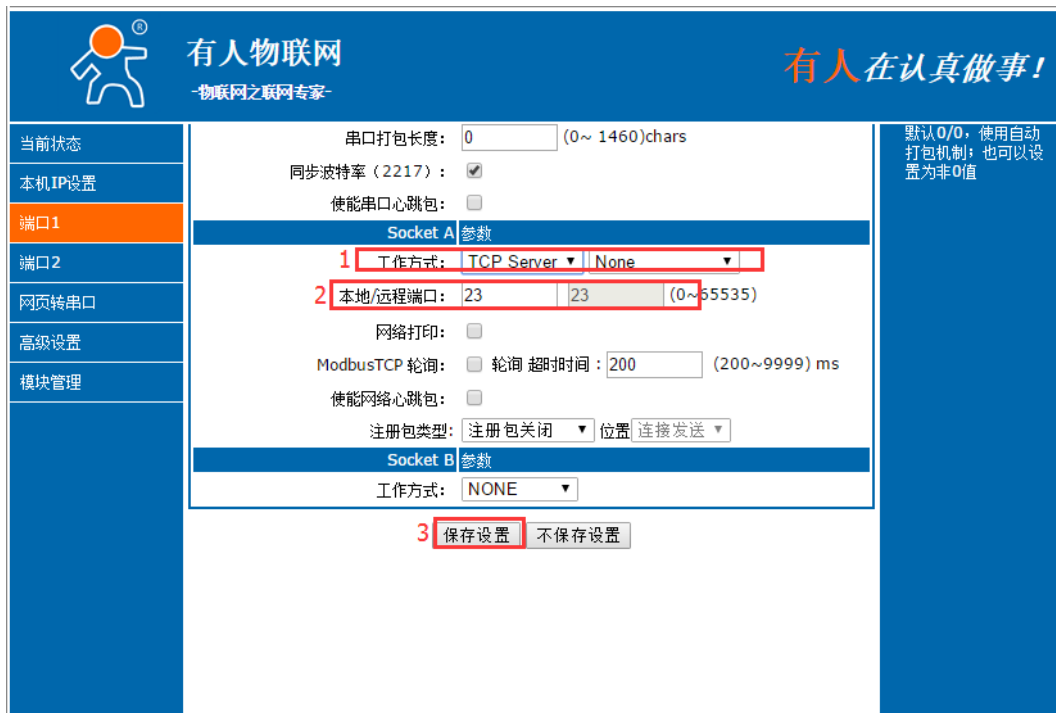 ®
有人物联网
-物联网之联网专家-
有人在认真做事!
当前状态
本机IP设置
端口1
端口2
网页转串口
高级设置
模块管理
串口打包长度: 0 (0~ 1460)chars
同步波特率（2217）:
使能串口心跳包:
Socket A 参数
1 工作方式: TCP Server None
2 本地/远程端口: 23 23 (0~65535)
网络打印:
ModbusTCP 轮询: 轮询 超时时间 : 200 (200~9999) ms
使能网络心跳包:
注册包类型: 注册包关闭 位置 连接发送
Socket B 参数
工作方式: NONE
3 保存设置 不保存设置
默认0/0，使用自动
打包机制；也可以设
置为非0值